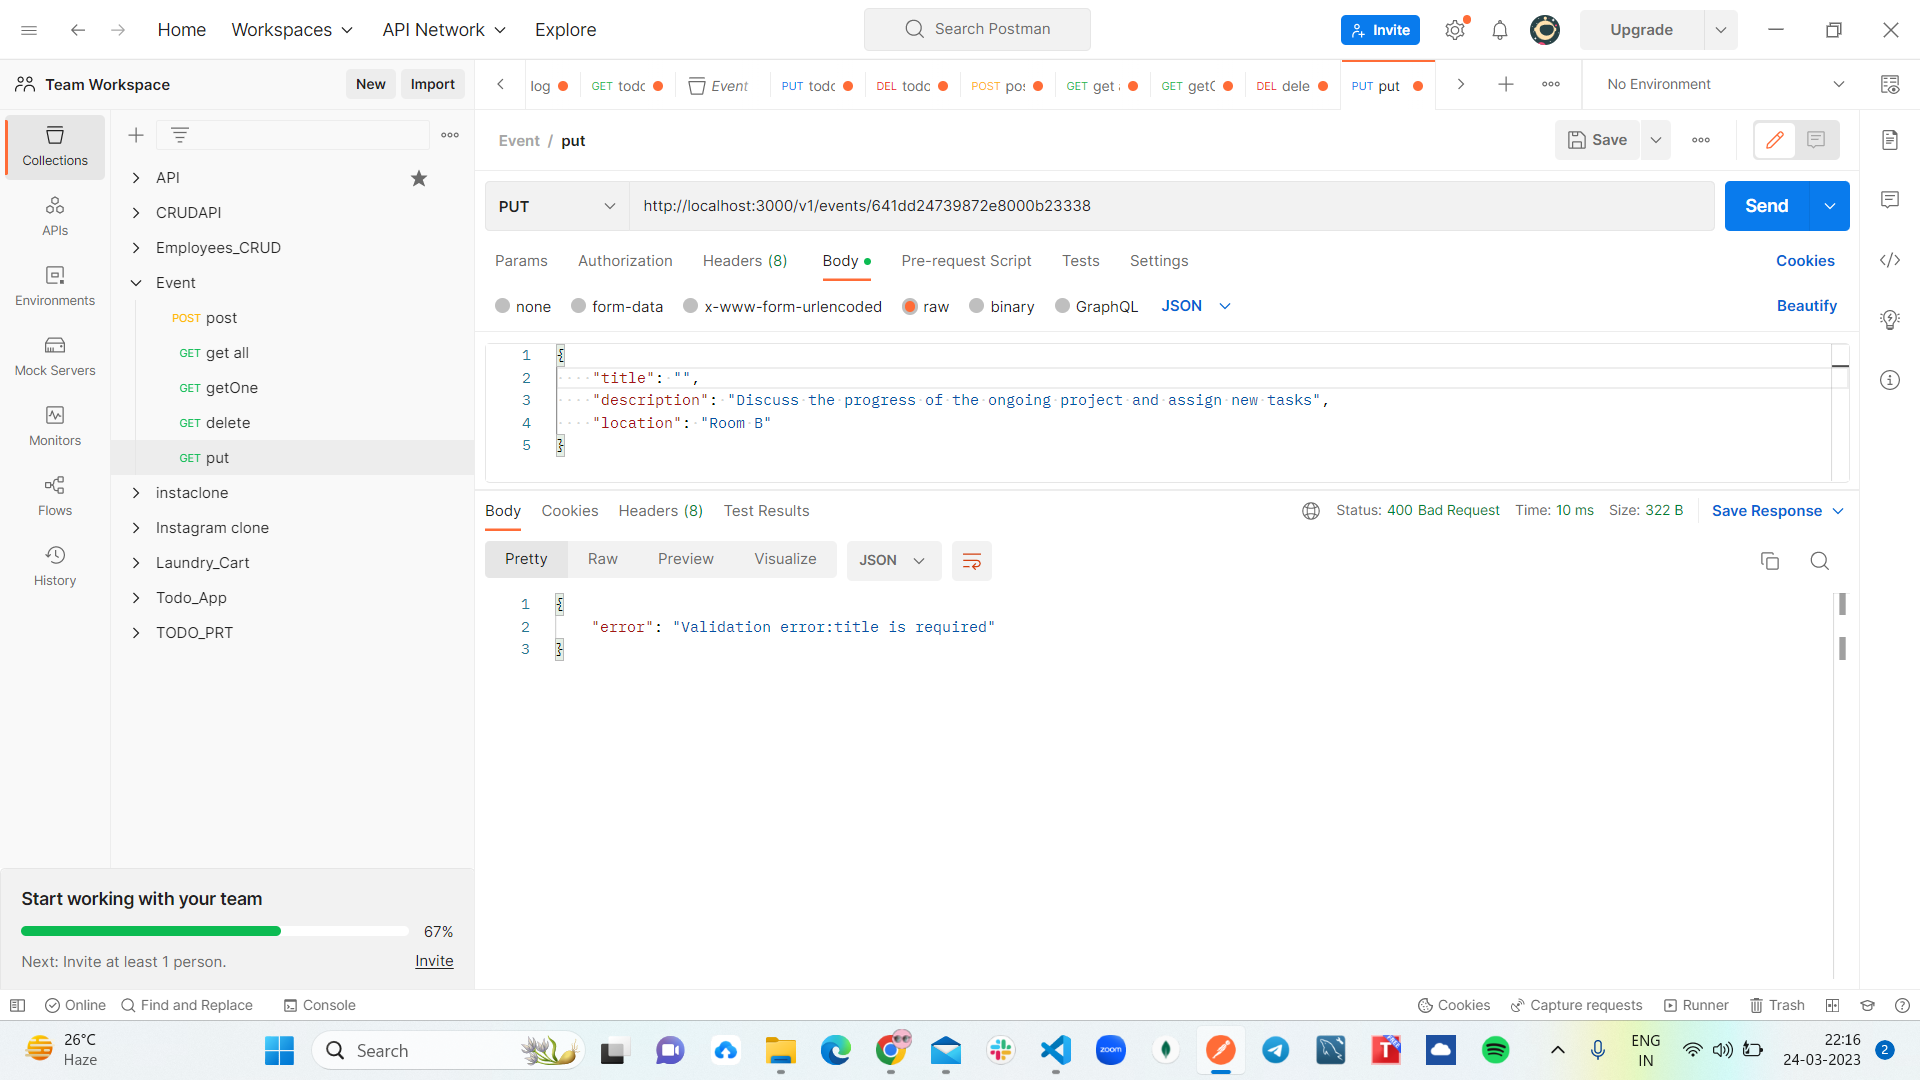 Home
Workspaces
API Network
Explore
Search Postman
Invite
Upgrade
Team Workspace
New
Import
log
GET todo
Event
PUT todo
DEL todo
POST pos
GET get
GET getO
DEL dele
PUT put
No Environment
Collections
APIs
Environments
Mock Servers
Monitors
Flows
History
API
CRUDAPI
Employees_CRUD
Event
POST post
GET get all
GET getOne
GET delete
GET put
instaclone
Instagram clone
Laundry_Cart
Todo_App
TODO_PRT
Start working with your team
67%
Next: Invite at least 1 person.
Invite
Event / put
Save
PUT
http://localhost:3000/v1/events/641dd24739872e8000b23338
Send
Params
Authorization
Headers (8)
Body
Pre-request Script
Tests
Settings
Cookies
none
form-data
x-www-form-urlencoded
raw
binary
GraphQL
JSON
Beautify
1 {
2 "title": "",
3 "description": "Discuss the progress of the ongoing project and assign new tasks",
4 "location": "Room B"
5 }
Body
Cookies
Headers (8)
Test Results
Status: 400 Bad Request
Time: 10 ms
Size: 322 B
Save Response
Pretty
Raw
Preview
Visualize
JSON
1 {
2 "error": "Validation error:title is required"
3 }
Online
Find and Replace
Console
Cookies
Capture requests
Runner
Trash
26°C
Haze
Search
zoom
T
FREE
ENG
IN
22:16
24-03-2023
2